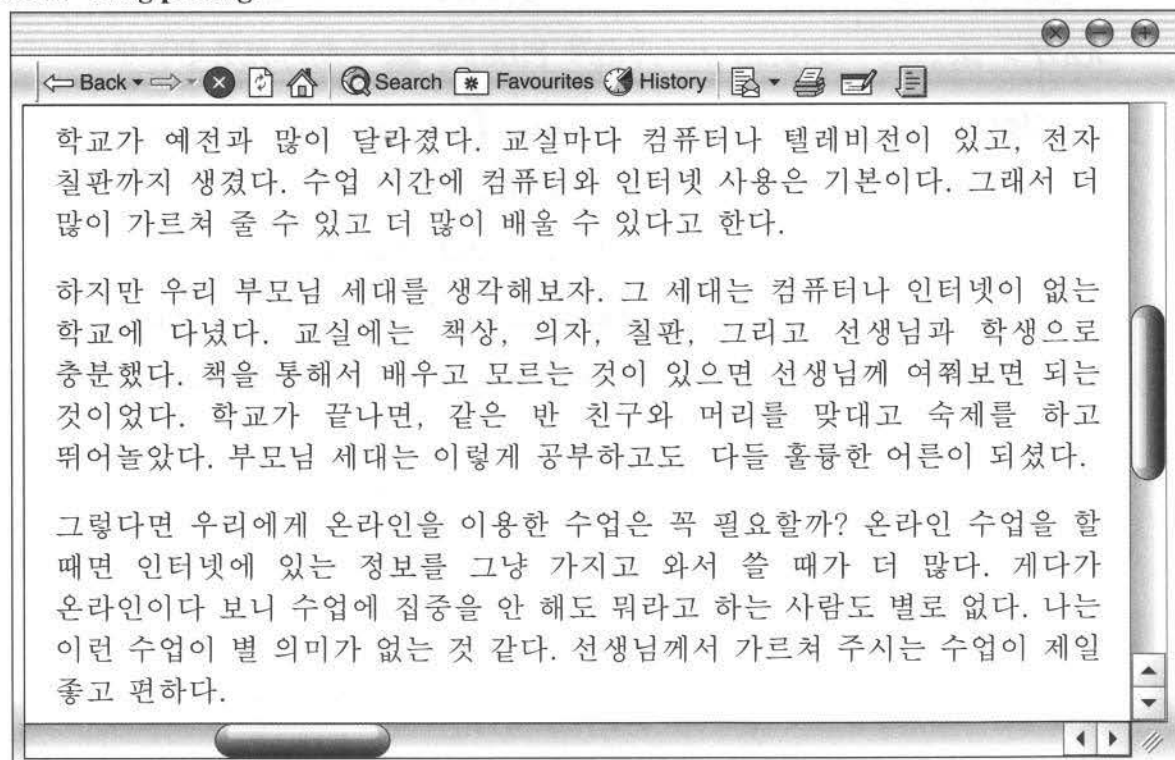 Back
Search
Favourites
History
학교가 예전과 많이 달라졌다. 교실마다 컴퓨터나 텔레비전이 있고, 전자
칠판까지 생겼다. 수업 시간에 컴퓨터와 인터넷 사용은 기본이다. 그래서 더
많이 가르쳐 줄 수 있고 더 많이 배울 수 있다고 한다.
하지만 우리 부모님 세대를 생각해보자. 그 세대는 컴퓨터나 인터넷이 없는
학교에 다녔다. 교실에는 책상, 의자, 칠판, 그리고 선생님과 학생으로
충분했다. 책을 통해서 배우고 모르는 것이 있으면 선생님께 여쭤보면 되는
것이었다. 학교가 끝나면, 같은 반 친구와 머리를 맞대고 숙제를 하고
뛰어놀았다. 부모님 세대는 이렇게 공부하고도 다들 훌륭한 어른이 되셨다.
그렇다면 우리에게 온라인을 이용한 수업은 꼭 필요할까? 온라인 수업을 할
때면 인터넷에 있는 정보를 그냥 가지고 와서 쓸 때가 더 많다. 게다가
온라인이다 보니 수업에 집중을 안 해도 뭐라고 하는 사람도 별로 없다. 나는
이런 수업이 별 의미가 없는 것 같다. 선생님께서 가르쳐 주시는 수업이 제일
좋고 편하다.